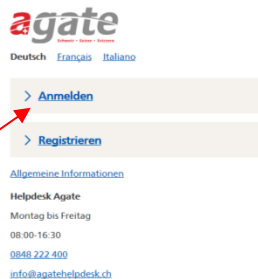 agate
Schweiz - Suisse - Svizzera
Deutsch Français Italiano
> Anmelden
> Registrieren
Allgemeine Informationen
Helpdesk Agate
Montag bis Freitag
08:00-16:30
0848 222 400
info@agatehelpdesk.ch